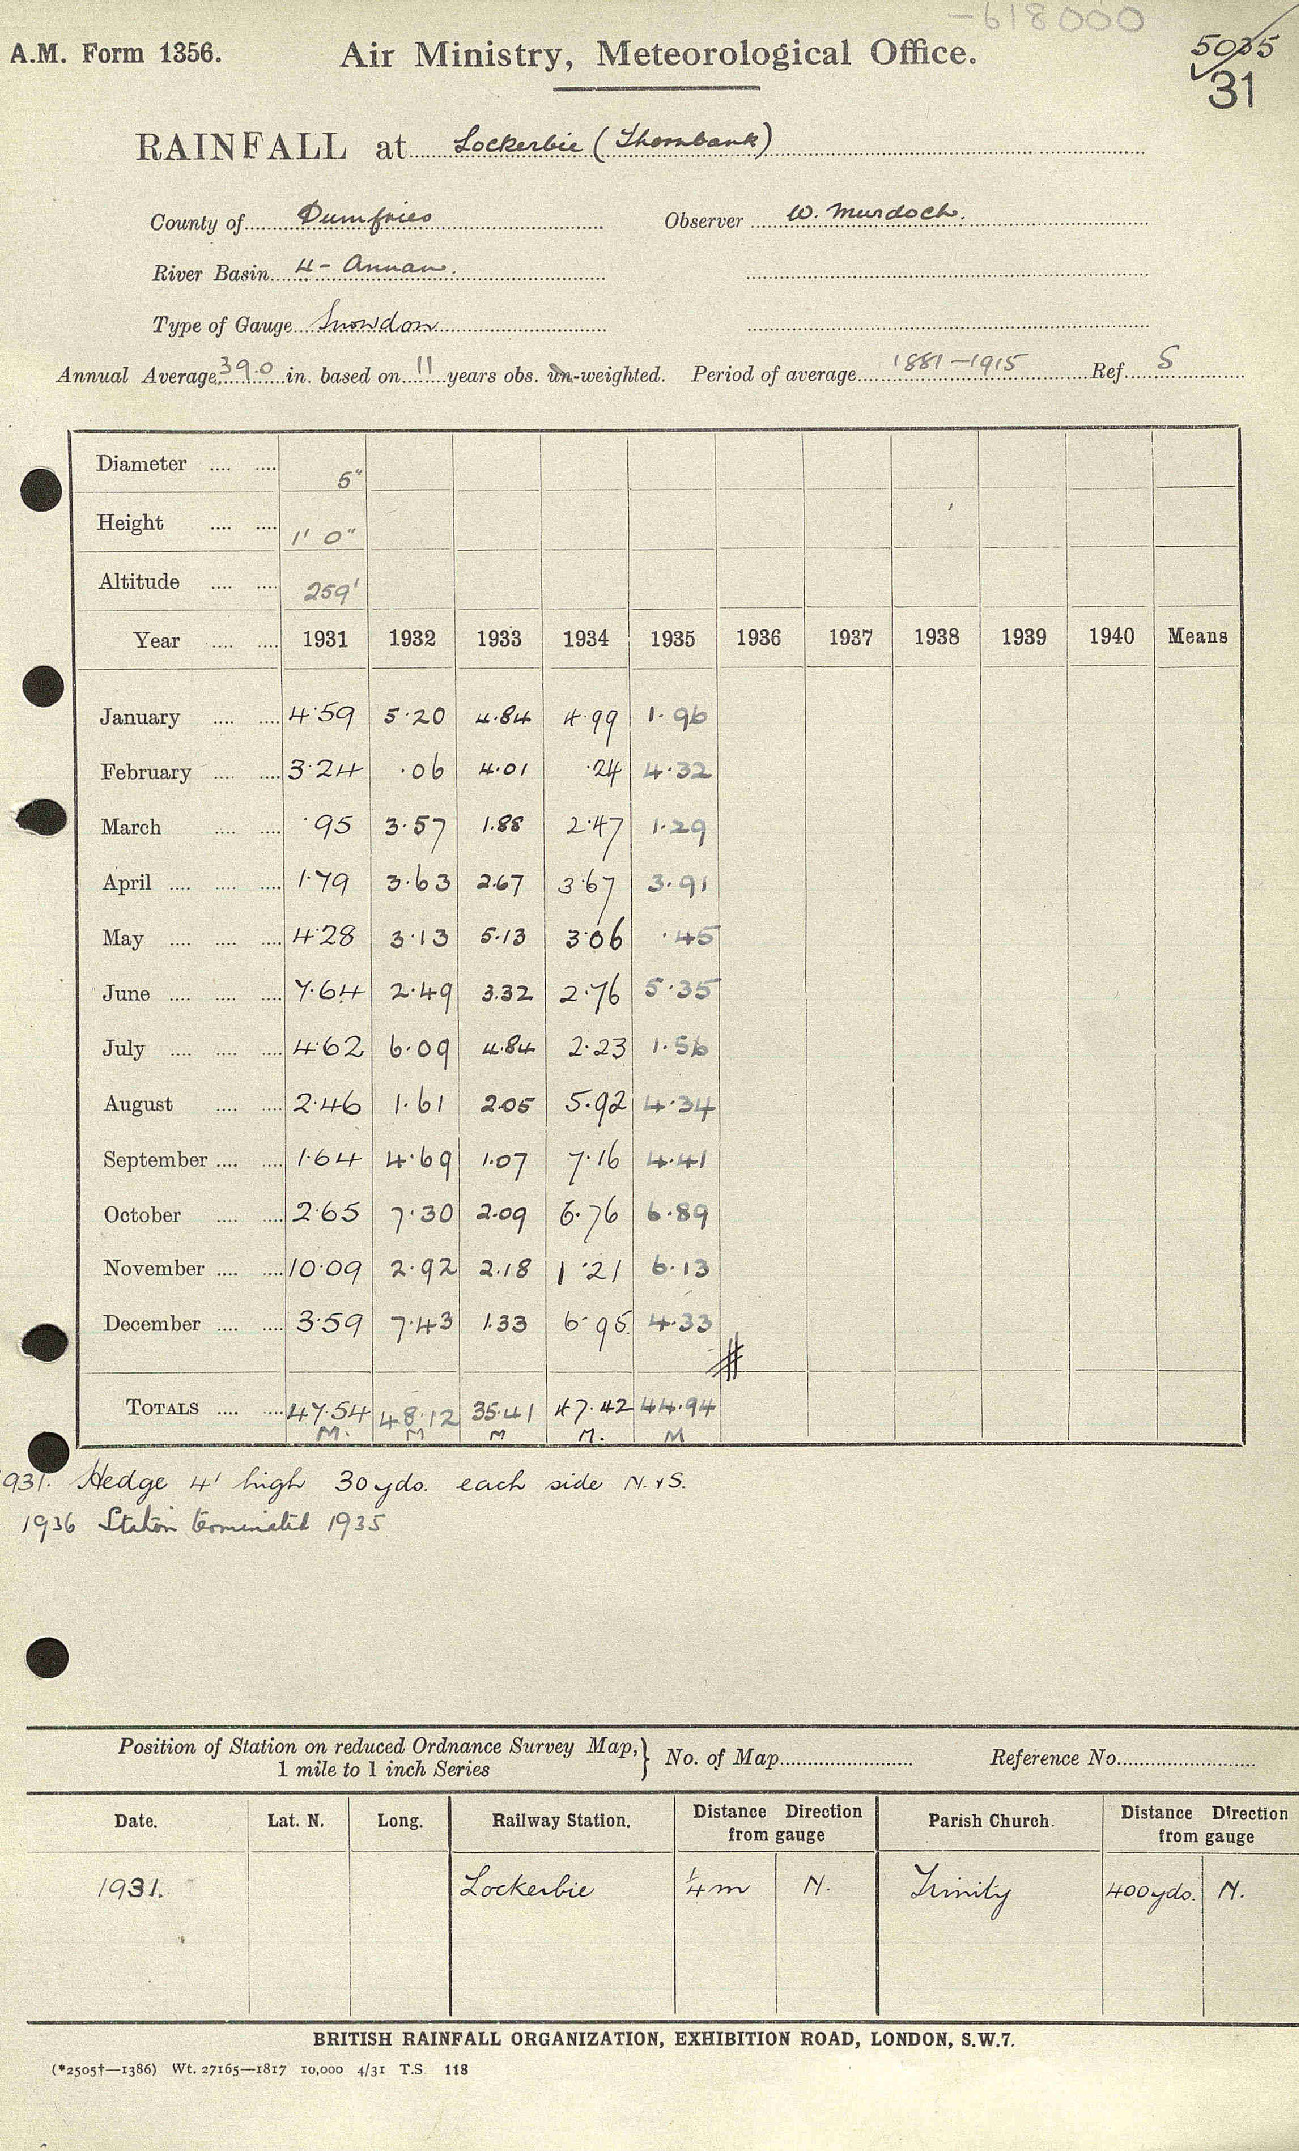 -618000
A.M. Form 1356. Air Ministry, Meteorological Office. 5035
31
RAINFALL at Lockerbie (Thornbank)
County of Dumfries Observer W. Murdoch.
River Basin 4 - Annan.
Type of Gauge Snowdon
Annual Average 39.0 in. based on 11 years obs. un-weighted. Period of average 1881-1915 Ref. S
Diameter .... .... 5"
Height .... .... 1' 0"
Altitude .... .... 259'
Year .... .... 1931 1932 1933 1934 1935 1936 1937 1938 1939 1940 Means
January .... .... 4.59 5.20 4.84 4.99 1.96
February .... .... 3.24 .06 4.01 .24 4.32
March .... .... .95 3.57 1.88 2.47 1.29
April .... .... .... 1.79 3.63 2.67 3.67 3.91
May .... .... .... 4.28 3.13 5.13 3.06 .45
June .... .... .... 7.64 2.49 3.32 2.76 5.35
July .... .... .... 4.62 6.09 4.84 2.23 1.56
August .... .... 2.46 1.61 2.05 5.92 4.34
September .... .... 1.64 4.69 1.07 7.16 4.41
October .... .... 2.65 7.30 2.09 6.76 6.89
November .... .... 10.09 2.92 2.18 1.21 6.13
December .... .... 3.59 7.43 1.33 6.95 4.33
TOTALS .... .... 47.54 48.12 35.41 47.42 44.94
M. M M M. M
1931. Hedge 4' high 30 yds. each side N. & S.
1936 Station terminated 1935
Position of Station on reduced Ordnance Survey Map, } No. of Map Reference No.
1 mile to 1 inch Series
Date. Lat. N. Long. Railway Station. Distance Direction from gauge Parish Church. Distance Direction from gauge
1931. Lockerbie 1/4 m N. Trinity 400 yds. N.
BRITISH RAINFALL ORGANIZATION, EXHIBITION ROAD, LONDON, S.W.7.
(*2505†—1386) Wt. 27165—1817 10,000 4/31 T.S. 118